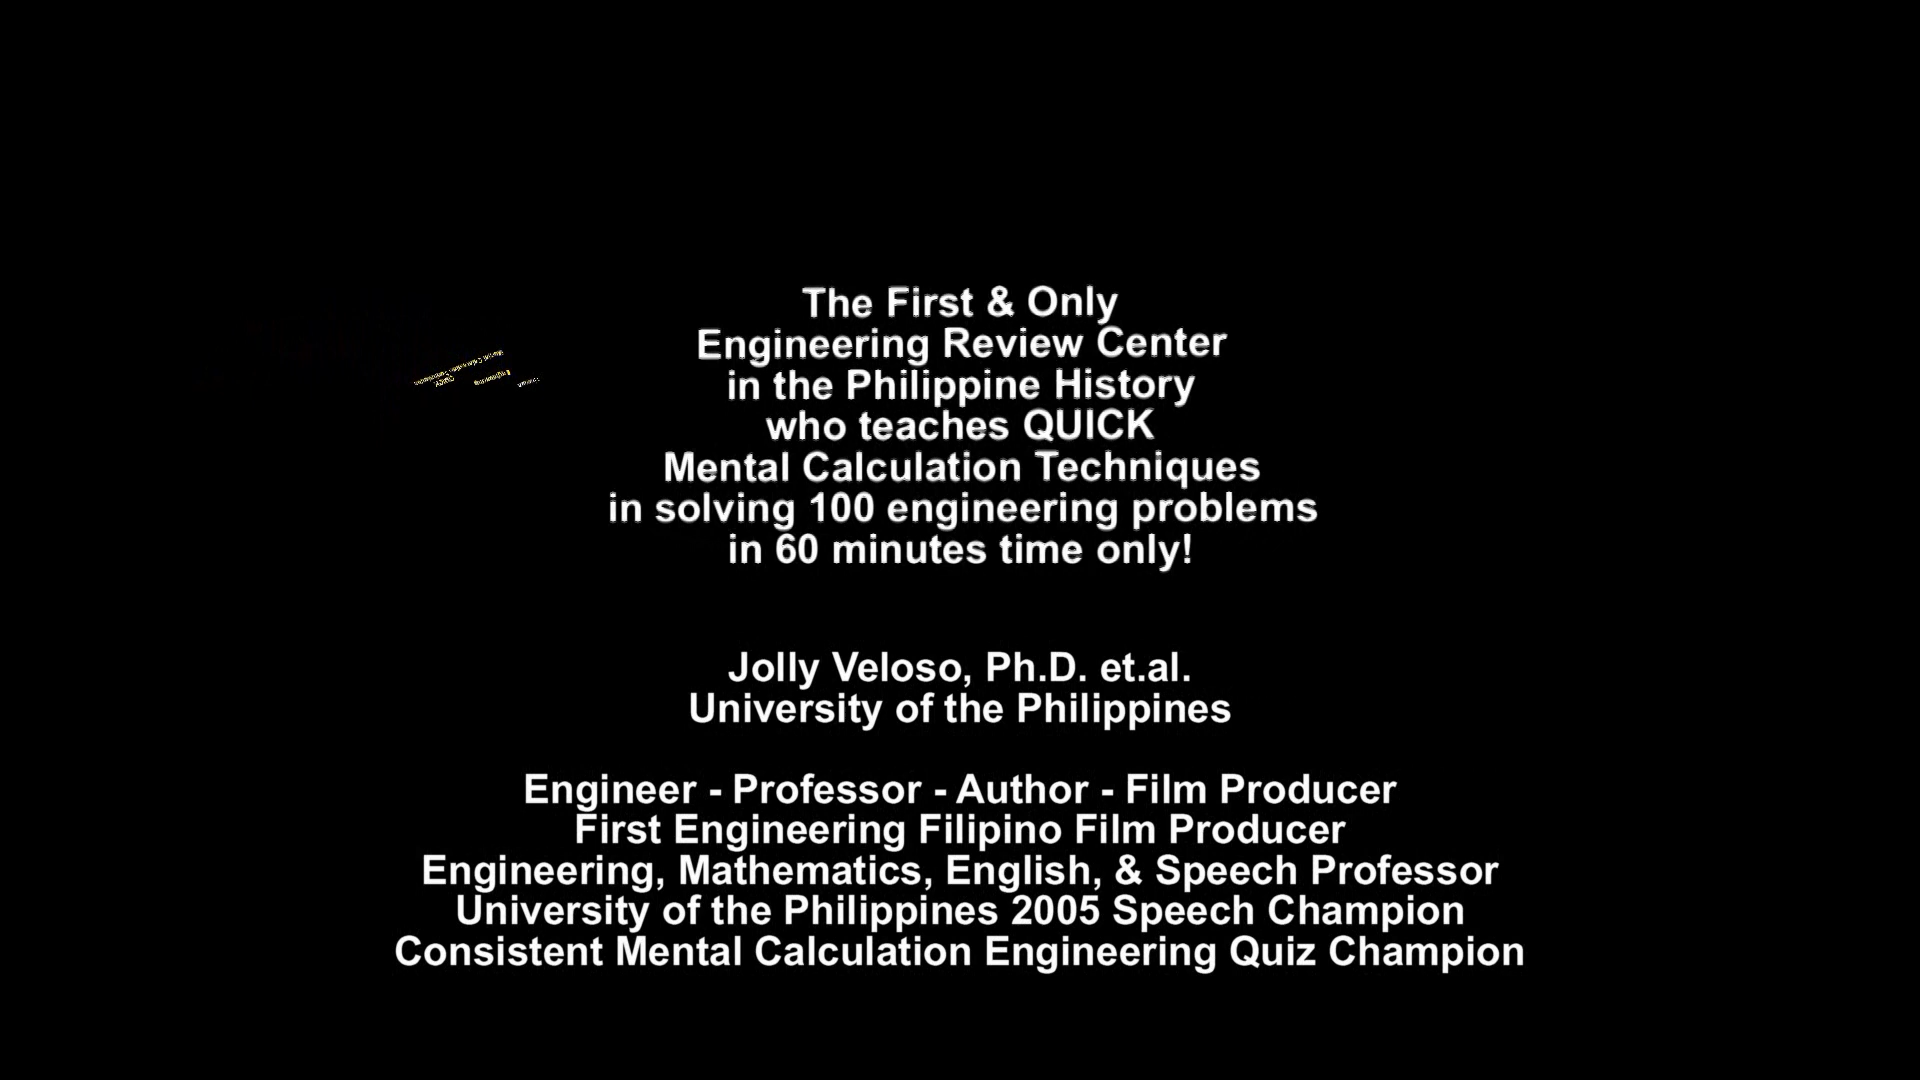 The First & Only
Engineering Review Center
in the Philippine History
who teaches QUICK
Mental Calculation Techniques
in solving 100 engineering problems
in 60 minutes time only!
Jolly Veloso, Ph.D. et.al.
University of the Philippines
Engineer - Professor - Author - Film Producer
First Engineering Filipino Film Producer
Engineering, Mathematics, English, & Speech Professor
University of the Philippines 2005 Speech Champion
Consistent Mental Calculation Engineering Quiz Champion